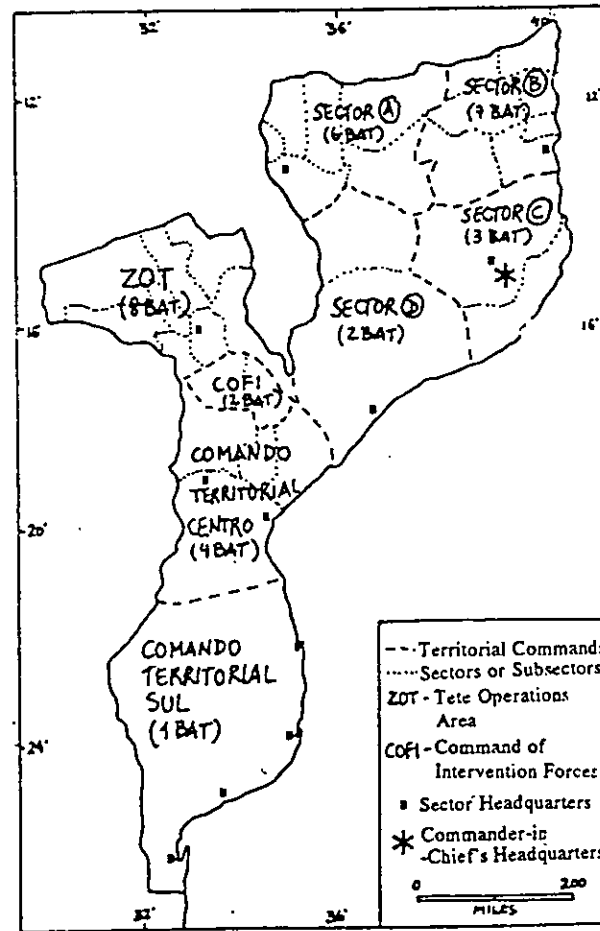 32
36
40
12°
12
SECTOR Ⓐ
(6 BAT)
SECTOR Ⓑ
(7 BAT)
SECTOR Ⓒ
(3 BAT)
ZOT
(8 BAT)
SECTOR Ⓓ
(2 BAT)
16°
16°
COFI
COMANDO
TERRITORIAL
CENTRO
(4 BAT)
20°
COMANDO
TERRITORIAL
SUL
(1 BAT)
24°
Territorial Command
Sectors or Subsectors
ZOT - Tete Operations
Area
COFI - Command of
Intervention Forces
Sector Headquarters
Commander-in
-Chief's Headquarters
0 200
MILES
32
36